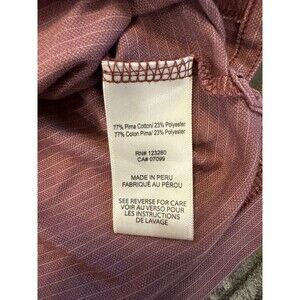 77% Pima Cotton/ 23% Polyester
77% Coton Pima/ 23% Polyester
RN# 123280
CA# 07099
MADE IN PERU
FABRIQUÉ AU PÉROU
SEE REVERSE FOR CARE
VOIR AU VERSO POUR
LES INSTRUCTIONS
DE LAVAGE